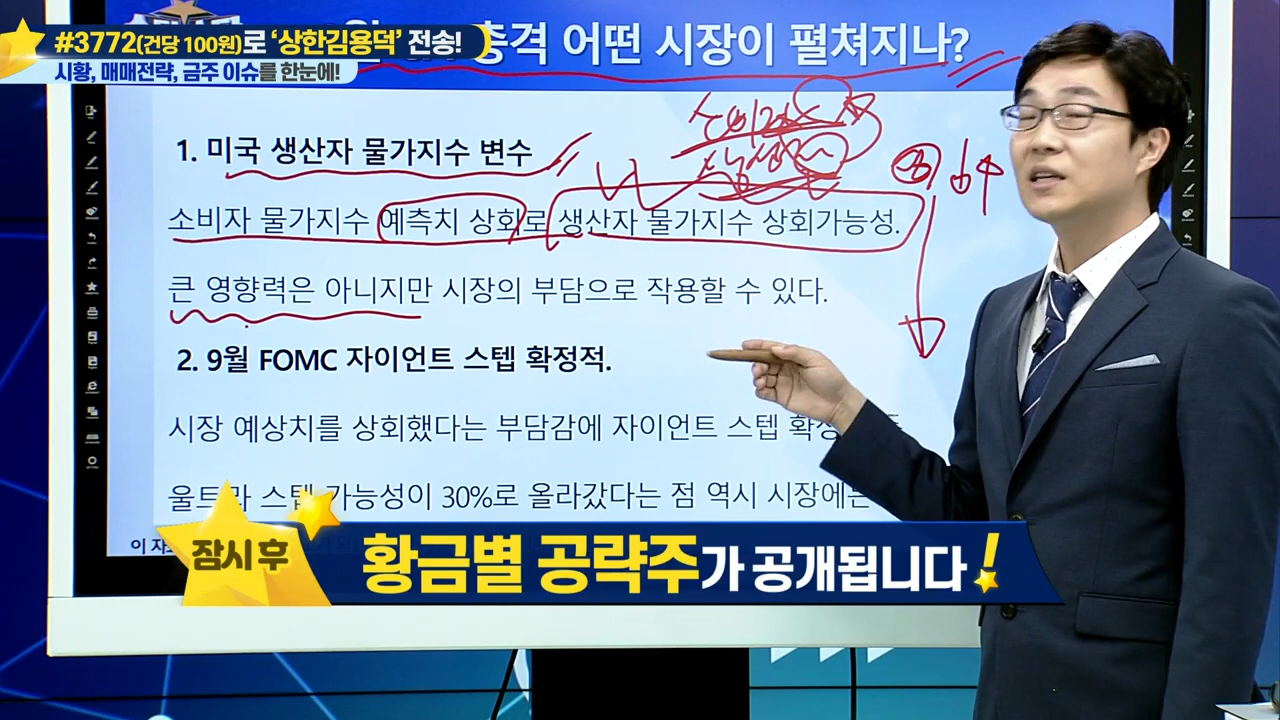 #3772(건당 100원)로 '상한김용덕' 전송!
시황, 매매전략, 금주 이슈를 한눈에!
충격 어떤 시장이 펼쳐지나?
1. 미국 생산자 물가지수 변수
소비자 물가지수 예측치 상회로 생산자 물가지수 상회가능성.
큰 영향력은 아니지만 시장의 부담으로 작용할 수 있다.
2. 9월 FOMC 자이언트 스텝 확정적.
시장 예상치를 상회했다는 부담감에 자이언트 스텝
울트라 스텝 가능성이 30%로 올라갔다는 점 역시 시장에는
잠시 후
황금별 공략주가 공개됩니다!